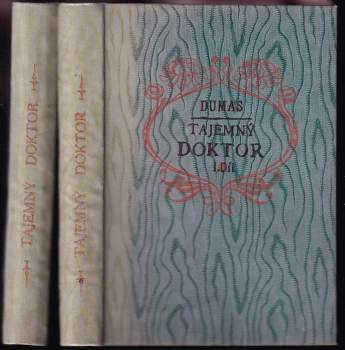 TAJEMNÝ DOKTOR
TAJEMNÝ DOKTOR
DUMAS
TAJEMNÝ
DOKTOR
I.Díl